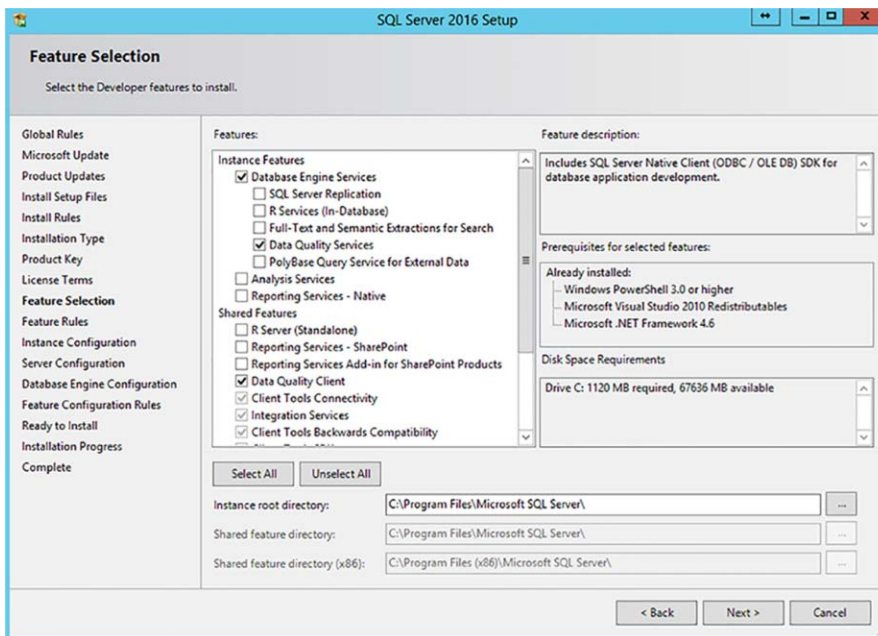 SQL Server 2016 Setup
Feature Selection
Select the Developer features to install.
Global Rules
Microsoft Update
Product Updates
Install Setup Files
Install Rules
Installation Type
Product Key
License Terms
Feature Selection
Feature Rules
Instance Configuration
Server Configuration
Database Engine Configuration
Feature Configuration Rules
Ready to Install
Installation Progress
Complete
Features:
Instance Features
Database Engine Services
SQL Server Replication
R Services (In-Database)
Full-Text and Semantic Extractions for Search
Data Quality Services
PolyBase Query Service for External Data
Analysis Services
Reporting Services - Native
Shared Features
R Server (Standalone)
Reporting Services - SharePoint
Reporting Services Add-in for SharePoint Products
Data Quality Client
Client Tools Connectivity
Integration Services
Client Tools Backwards Compatibility
Feature description:
Includes SQL Server Native Client (ODBC / OLE DB) SDK for
database application development.
Prerequisites for selected features:
Already installed:
Windows PowerShell 3.0 or higher
Microsoft Visual Studio 2010 Redistributables
Microsoft .NET Framework 4.6
Disk Space Requirements
Drive C: 1120 MB required, 67636 MB available
Select All
Unselect All
Instance root directory:
C:\Program Files\Microsoft SQL Server\
...
Shared feature directory:
C:\Program Files\Microsoft SQL Server\
...
Shared feature directory (x86):
C:\Program Files (x86)\Microsoft SQL Server\
...
< Back
Next >
Cancel